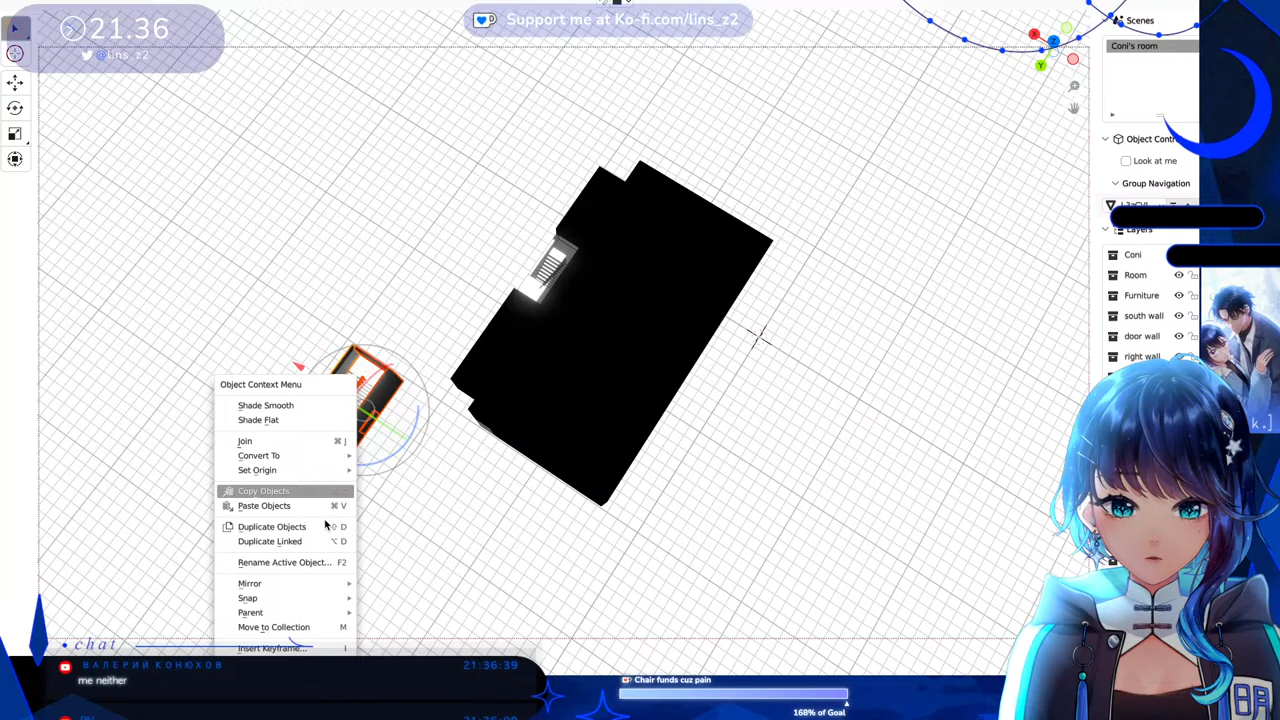 21.36
@lins_z2
Support me at Ko-fi.com/lins_z2
X
Z
Y
Scenes
Coni's room
Object Contr
Look at me
Group Navigation
Layers
Coni
Room
Furniture
south wall
door wall
right wall
k.]
Object Context Menu
Shade Smooth
Shade Flat
Join ⌘ J
Convert To
Set Origin
Copy Objects
Paste Objects ⌘ V
Duplicate Objects ⇧ D
Duplicate Linked ⌥ D
Rename Active Object... F2
Mirror
Snap
Parent
Move to Collection M
Insert Keyframe... I
chat
ВАЛЕРИЙ КОНЮХОВ 21:36:39
me neither
Chair funds cuz pain
168% of Goal